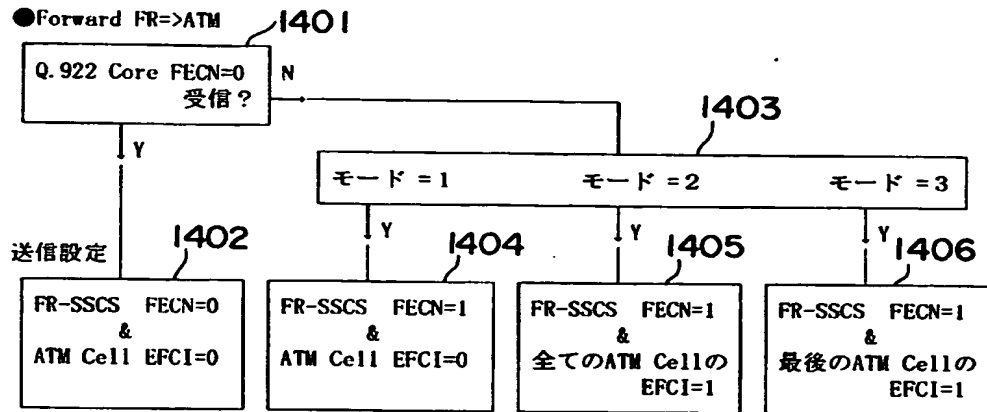 ●Forward FR=>ATM
1401
Q.922 Core FECN=0
受信?
N
Y
1403
モード =1 モード =2 モード =3
Y Y Y
送信設定
1402 1404 1405 1406
FR-SSCS FECN=0
&
ATM Cell EFCI=0
FR-SSCS FECN=1
&
ATM Cell EFCI=0
FR-SSCS FECN=1
&
全てのATM Cellの
EFCI=1
FR-SSCS FECN=1
&
最後のATM Cellの
EFCI=1